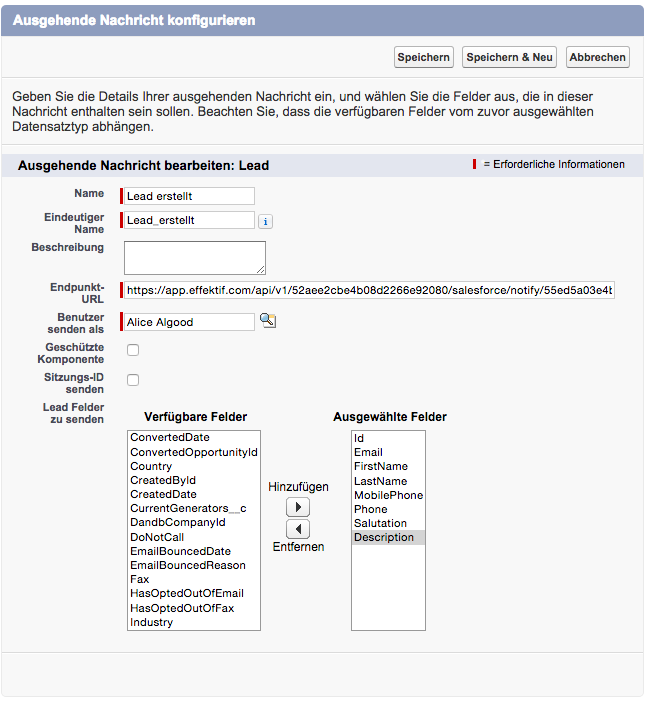 Ausgehende Nachricht konfigurieren
Speichern Speichern & Neu Abbrechen
Geben Sie die Details Ihrer ausgehenden Nachricht ein, und wählen Sie die Felder aus, die in dieser
Nachricht enthalten sein sollen. Beachten Sie, dass die verfügbaren Felder vom zuvor ausgewählten
Datensatztyp abhängen.
Ausgehende Nachricht bearbeiten: Lead
= Erforderliche Informationen
Name
Lead erstellt
Eindeutiger
Name
Lead_erstellt
i
Beschreibung
Endpunkt-
URL
https://app.effektif.com/api/v1/52aee2cbe4b08d2266e92080/salesforce/notify/55ed5a03e4b
Benutzer
senden als
Alice Algood
Geschützte
Komponente
Sitzungs-ID
senden
Lead Felder
zu senden
Verfügbare Felder
ConvertedDate
ConvertedOpportunityId
Country
CreatedById
CreatedDate
CurrentGenerators__c
DandbCompanyId
DoNotCall
EmailBouncedDate
EmailBouncedReason
Fax
HasOptedOutOfEmail
HasOptedOutOfFax
Industry
Hinzufügen
Entfernen
Ausgewählte Felder
Id
Email
FirstName
LastName
MobilePhone
Phone
Salutation
Description